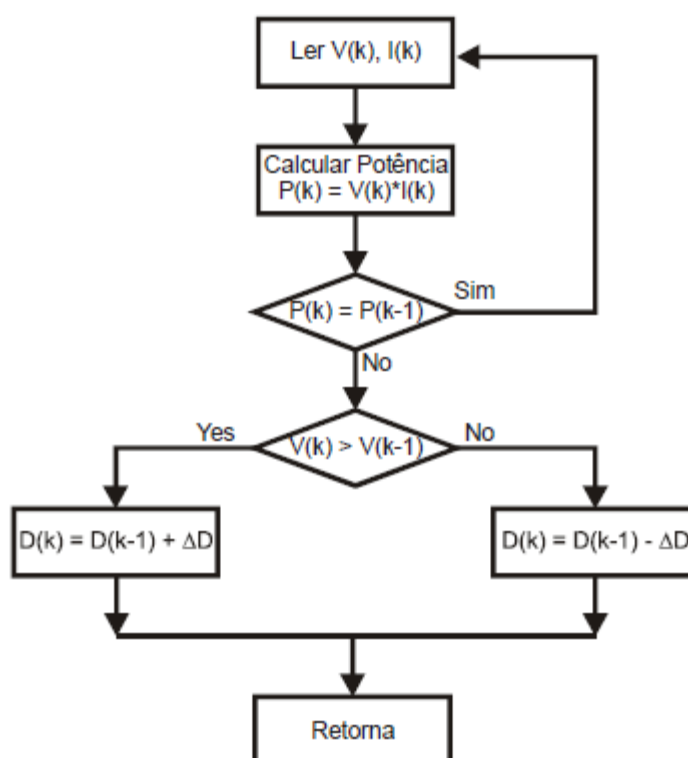 Ler V(k), I(k)
Calcular Potência
P(k) = V(k)*I(k)
P(k) = P(k-1)
Sim
No
V(k) > V(k-1)
Yes
No
D(k) = D(k-1) + ΔD
D(k) = D(k-1) - ΔD
Retorna